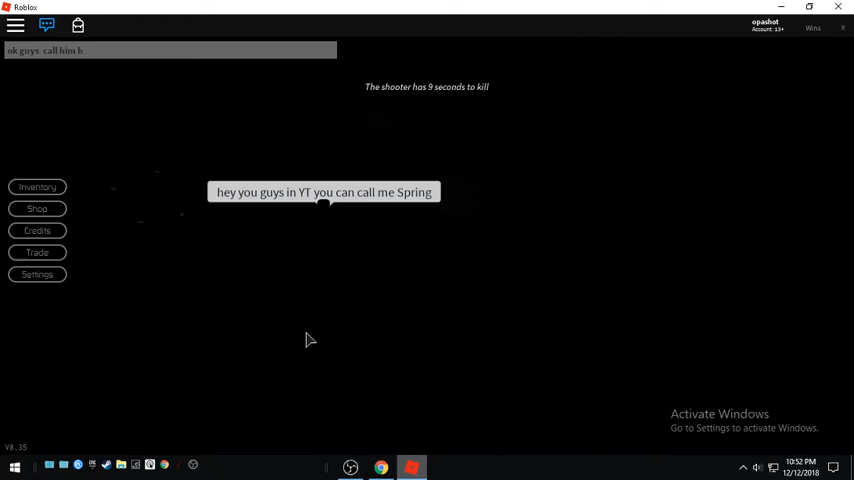 Roblox
opashot
Account: 13+
Wins
ok guys  call him b
The shooter has 9 seconds to kill
hey you guys in YT you can call me Spring
Inventory
Shop
Credits
Trade
Settings
Activate Windows
Go to Settings to activate Windows.
V8.35
10:52 PM
12/12/2018